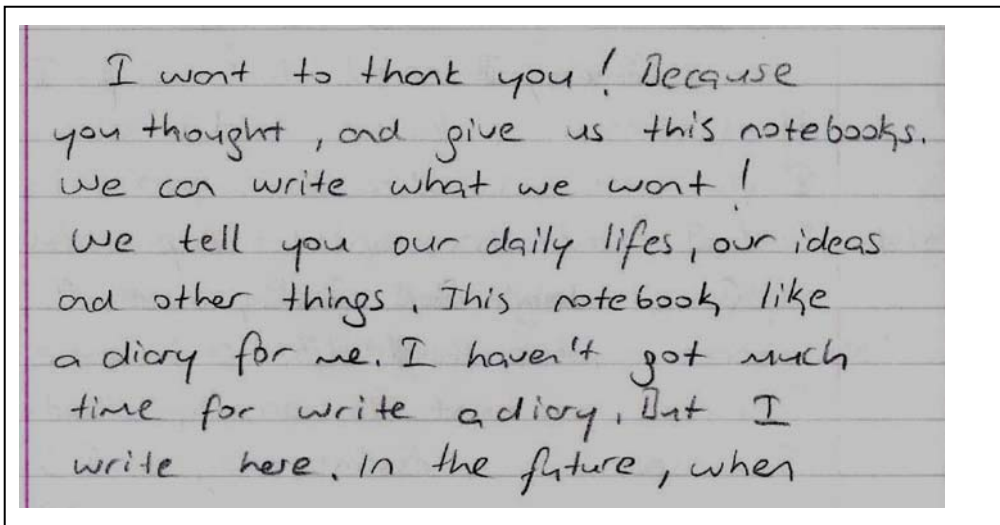 I want to thank you! Because
you thought, and give us this notebooks.
We can write what we want!
We tell you our daily lifes, our ideas
and other things. This notebook like
a diary for me. I haven't got much
time for write a diary. But I
write here. In the future, when